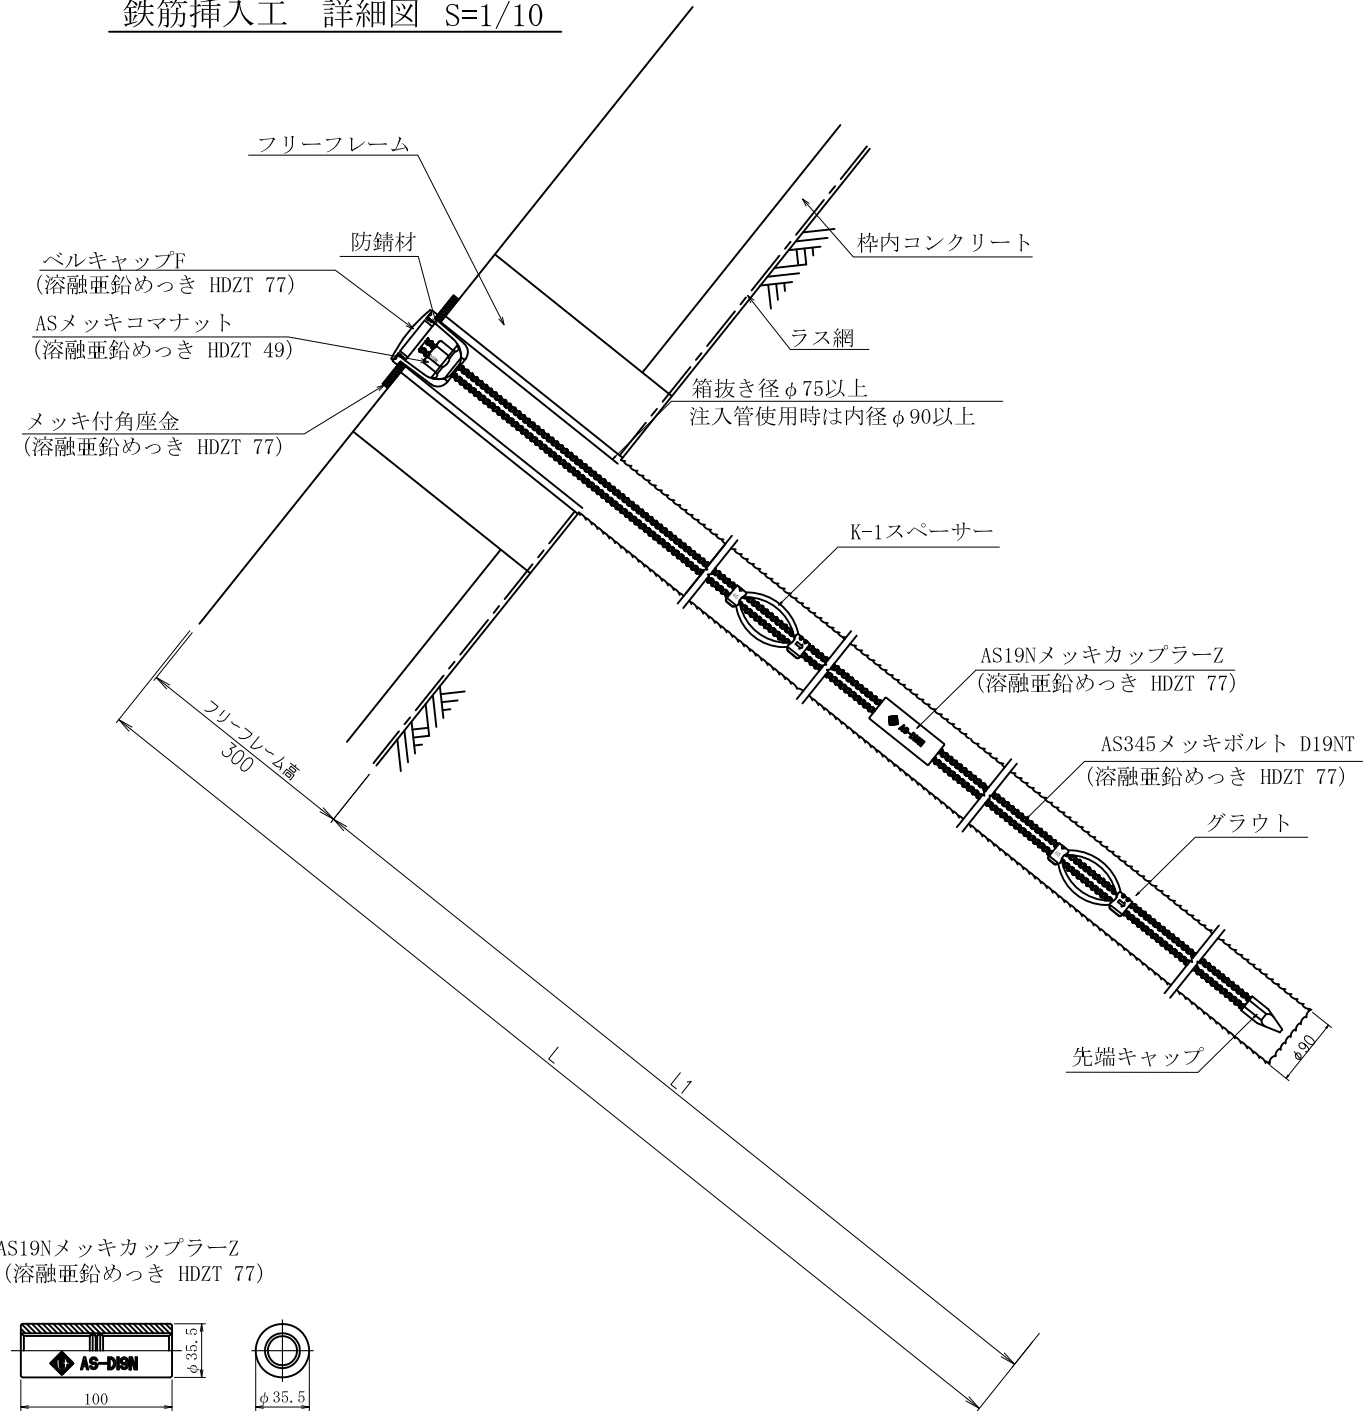 鉄筋挿入工　詳細図 S=1/10
フリーフレーム
防錆材
枠内コンクリート
ベルキャップF
(溶融亜鉛めっき HDZT 77)
ASメッキコマナット
(溶融亜鉛めっき HDZT 49)
ラス網
箱抜き径φ75以上
注入管使用時は内径φ90以上
メッキ付角座金
(溶融亜鉛めっき HDZT 77)
K-1スペーサー
AS19NメッキカップラーZ
(溶融亜鉛めっき HDZT 77)
フリーフレーム高
300
AS345メッキボルト D19NT
(溶融亜鉛めっき HDZT 77)
グラウト
先端キャップ
φ90
L
L1
AS19NメッキカップラーZ
(溶融亜鉛めっき HDZT 77)
AS-D19N
φ35.5
100
φ35.5